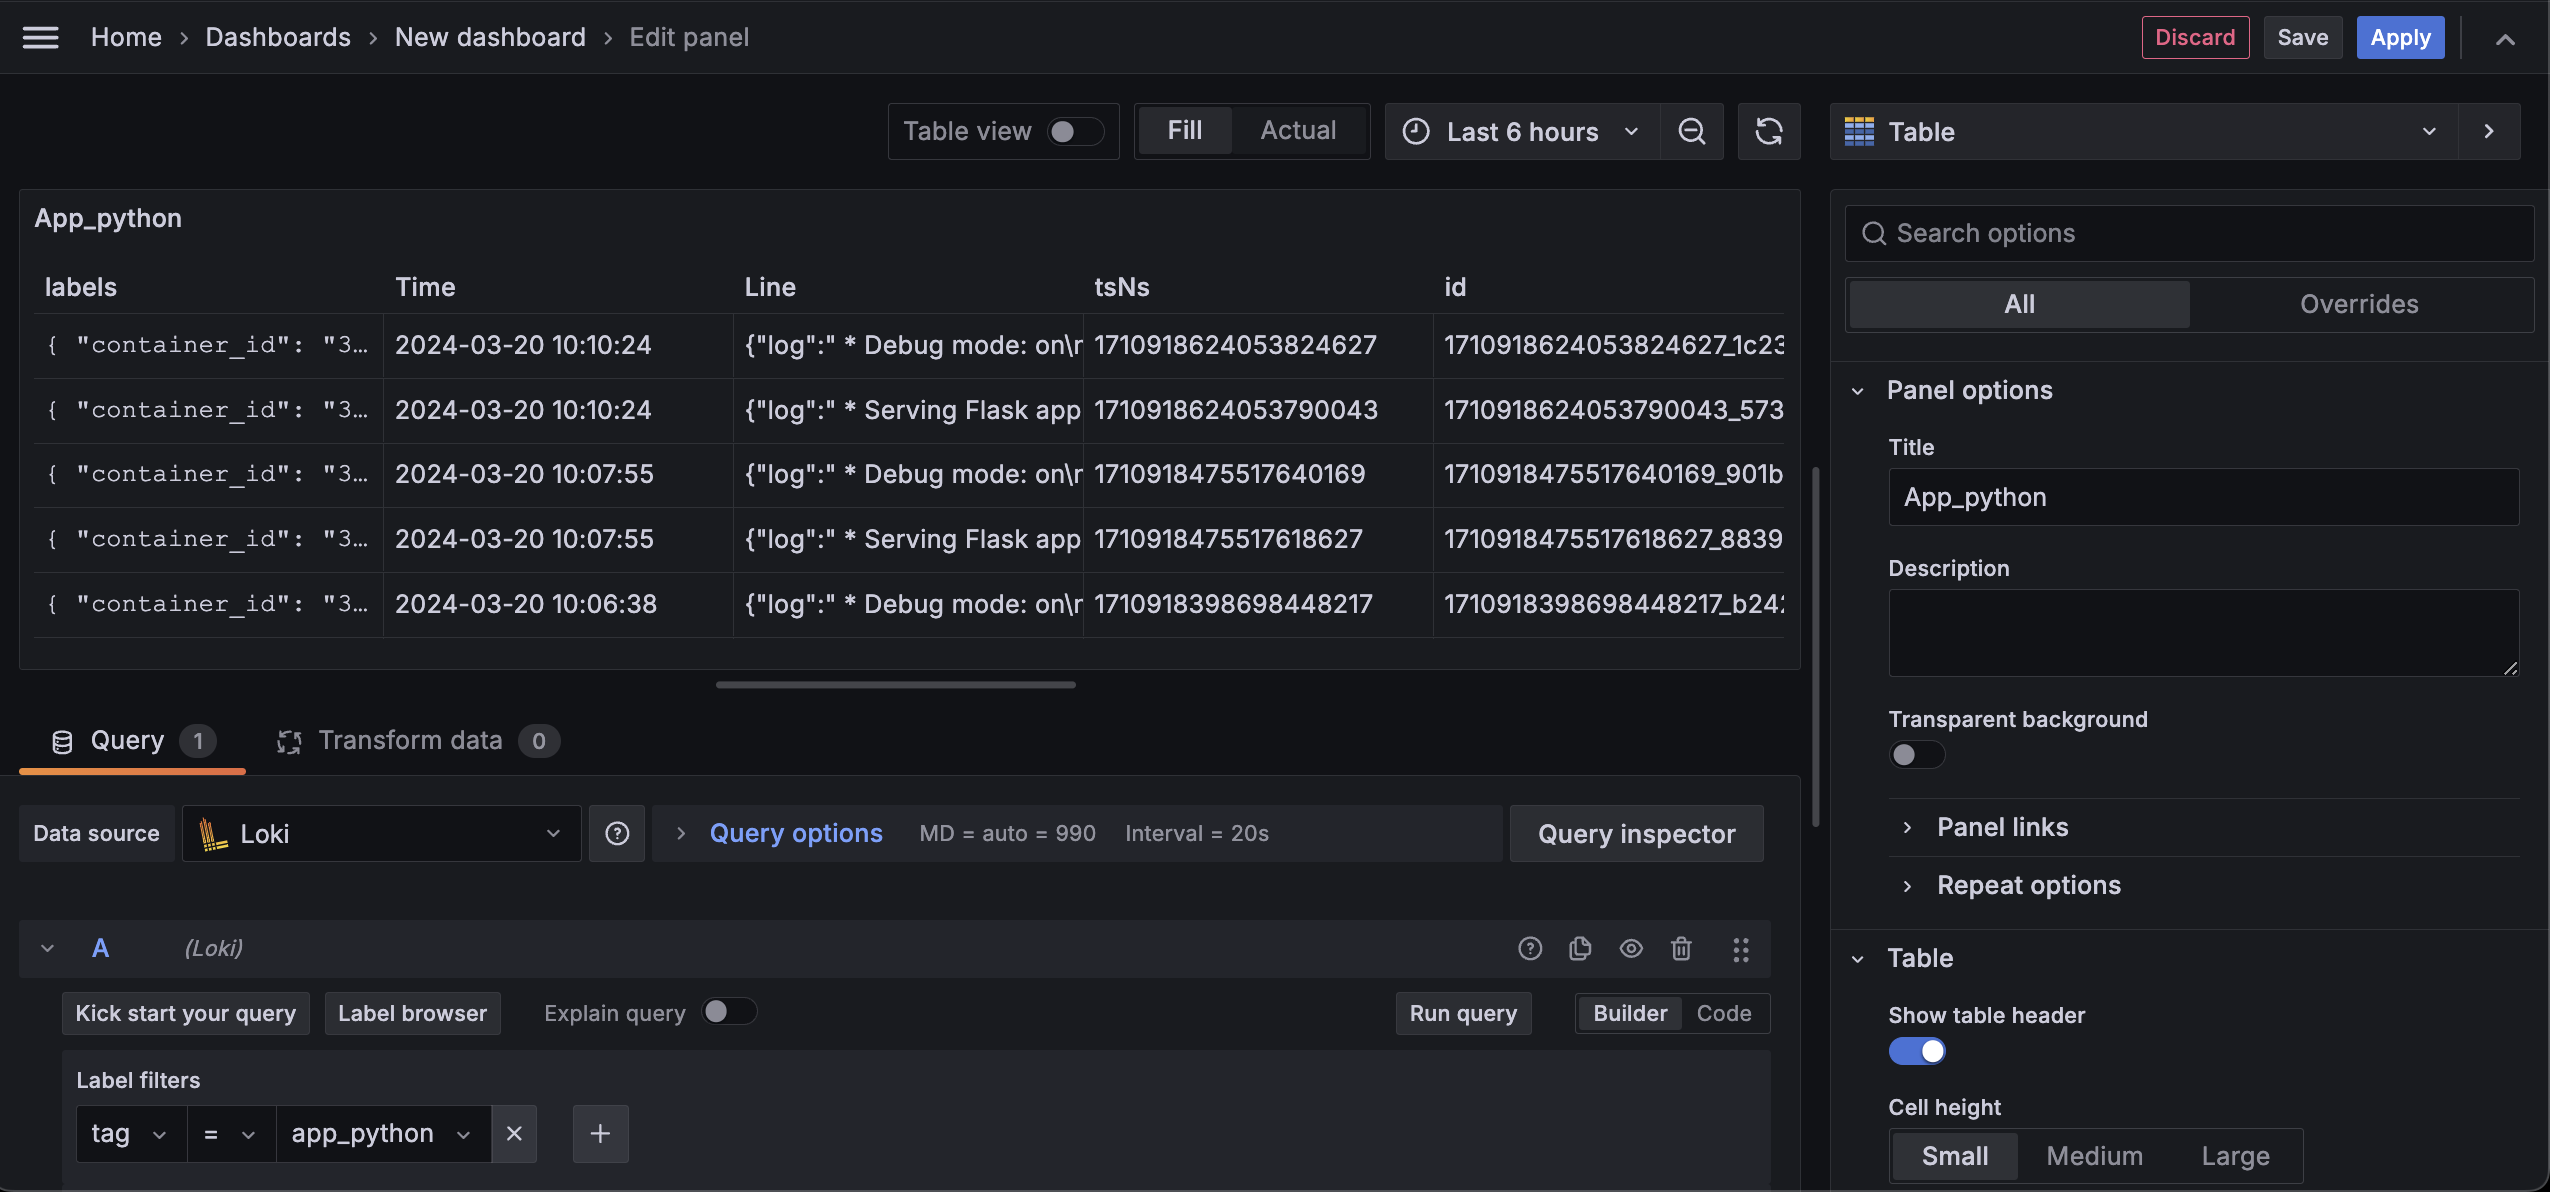 Home › Dashboards › New dashboard › Edit panel
Discard Save Apply
Table view Fill Actual Last 6 hours Table
App_python
labels Time Line tsNs id
{ "container_id": "3... 2024-03-20 10:10:24 {"log":" * Debug mode: on\r 1710918624053824627 1710918624053824627_1c23
{ "container_id": "3... 2024-03-20 10:10:24 {"log":" * Serving Flask app 1710918624053790043 1710918624053790043_573
{ "container_id": "3... 2024-03-20 10:07:55 {"log":" * Debug mode: on\r 1710918475517640169 1710918475517640169_901b
{ "container_id": "3... 2024-03-20 10:07:55 {"log":" * Serving Flask app 1710918475517618627 1710918475517618627_8839
{ "container_id": "3... 2024-03-20 10:06:38 {"log":" * Debug mode: on\r 1710918398698448217 1710918398698448217_b242
Query 1 Transform data 0
Data source Loki Query options MD = auto = 990 Interval = 20s Query inspector
A (Loki)
Kick start your query Label browser Explain query Run query Builder Code
Label filters
tag = app_python × +
Search options
All Overrides
Panel options
Title
App_python
Description
Transparent background
Panel links
Repeat options
Table
Show table header
Cell height
Small Medium Large